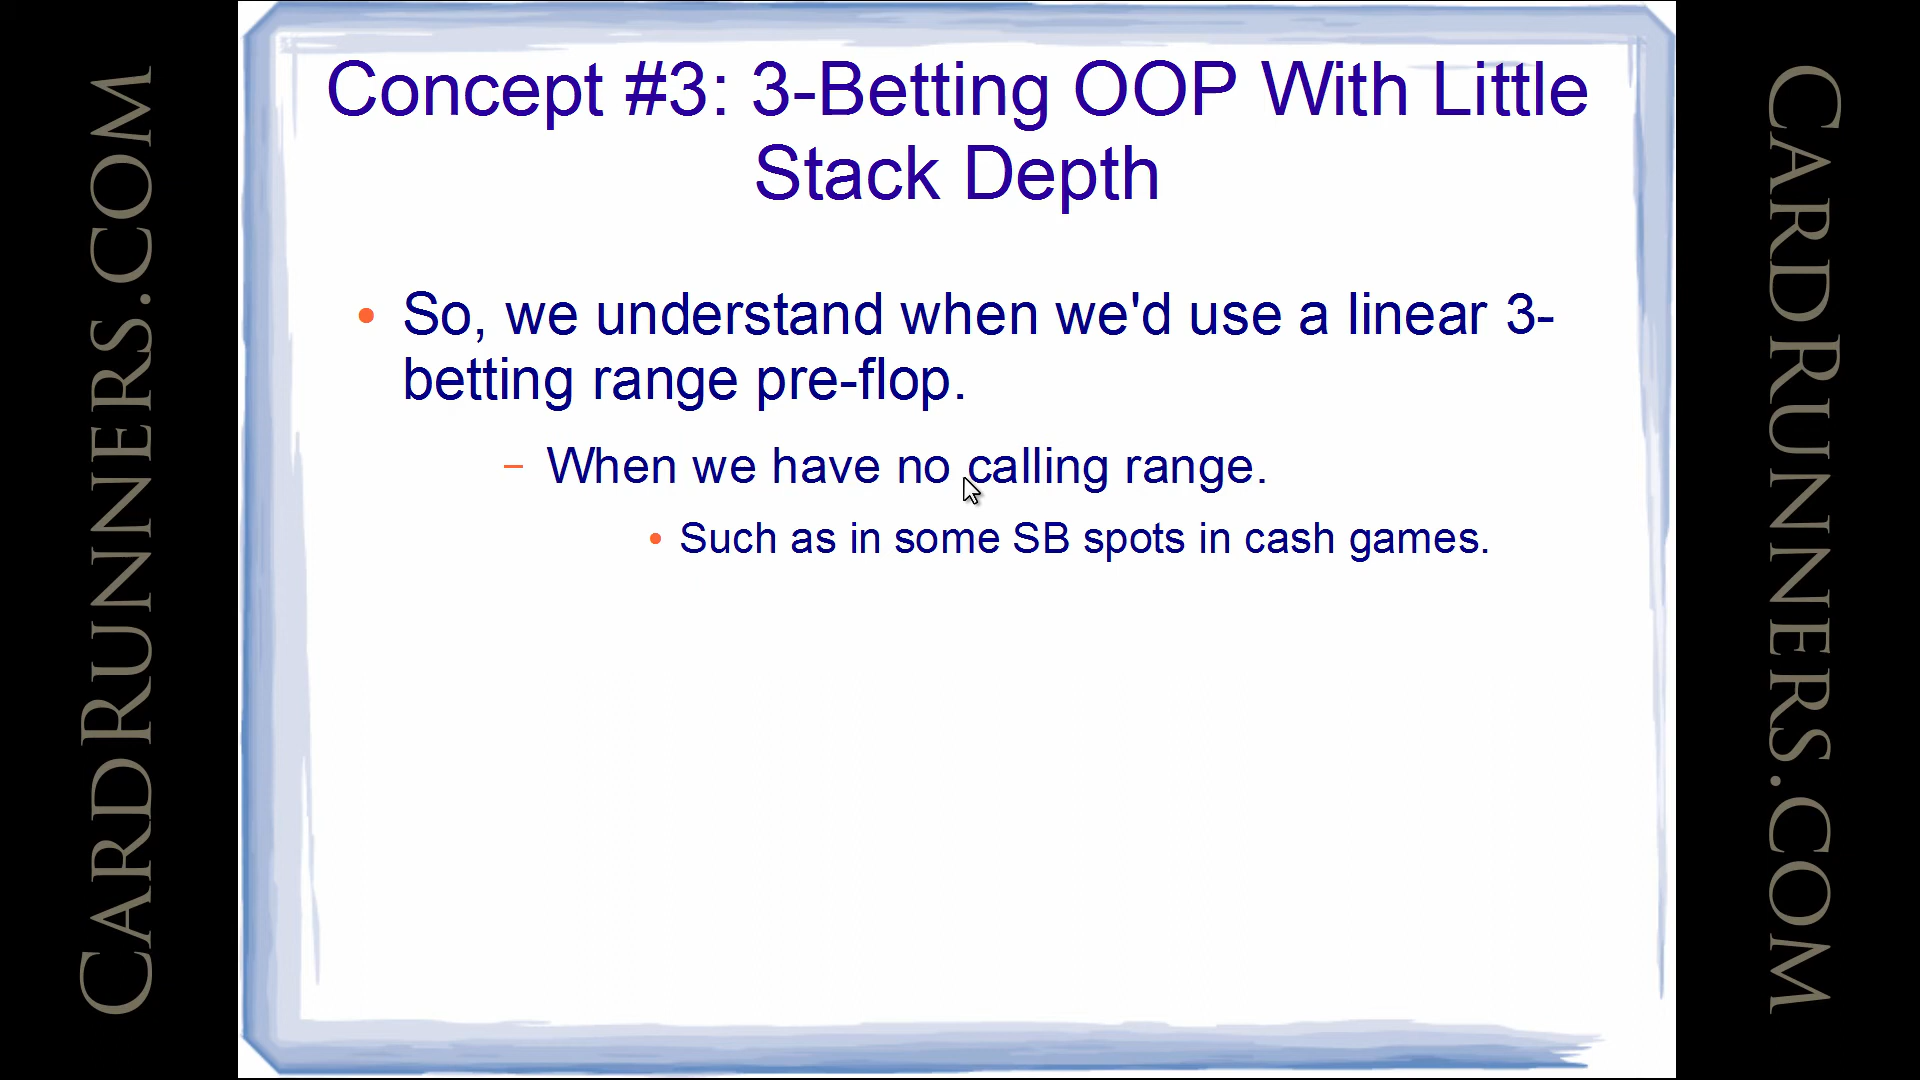 Concept #3: 3-Betting OOP With Little
Stack Depth
• So, we understand when we'd use a linear 3-
betting range pre-flop.
– When we have no calling range.
• Such as in some SB spots in cash games.
CARDRUNNERS.COM
CARDRUNNERS.COM